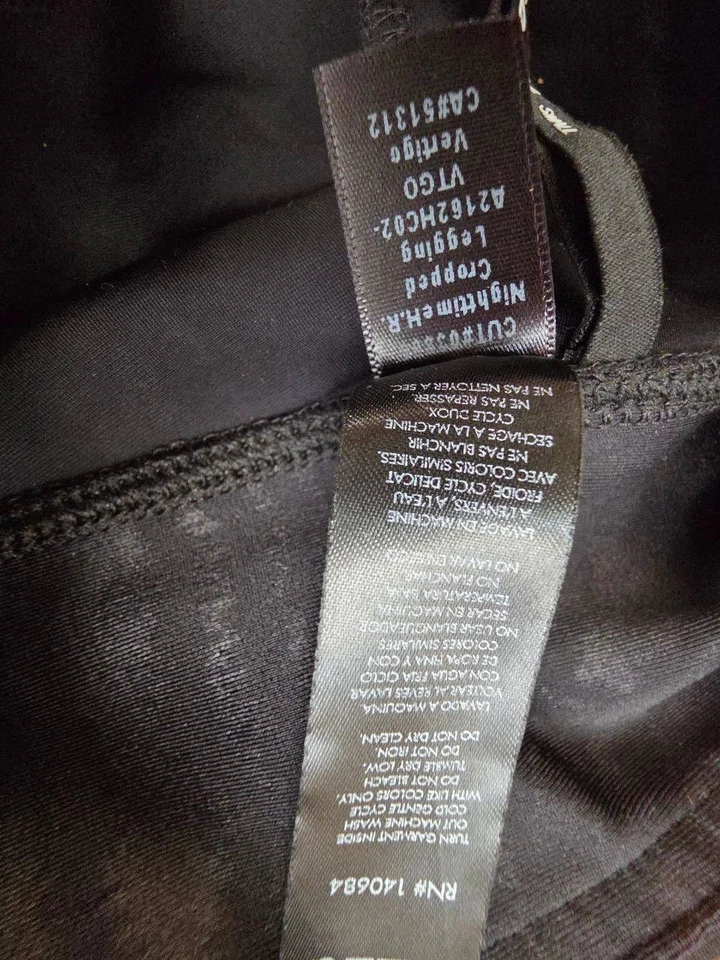 RN# 140684
TURN GARMENT INSIDE
OUT MACHINE WASH
COLD GENTLE CYCLE
WITH LIKE COLORS ONLY.
DO NOT BLEACH
TUMBLE DRY LOW.
DO NOT IRON.
DO NOT DRY CLEAN.
LAVADO A MAQUINA
VOLTEAR AL REVES LAVAR
CON AGUA FRIA CICLO
DE ROPA FINA Y CON
COLORES SIMILARES
NO USAR BLANQUEADOR
SECAR EN MAQUINA
TEMPERATURA BAJA
NO
NO LAVAR EN SECO
LAVAGE EN MACHINE
A L'ENVERS, A L'EAU
FROIDE, CYCLE DELICAT
AVEC COLORIS SIMILAIRES.
NE PAS BLANCHIR
SECHAGE A LA MACHINE
CYCLE DUOX
NE PAS REPASSER.
NE PAS NETTOYER A SEC.
NighttimeH.R.
Cropped
Legging
A2162HC02-
VTGO
Vertigo
CA#51312